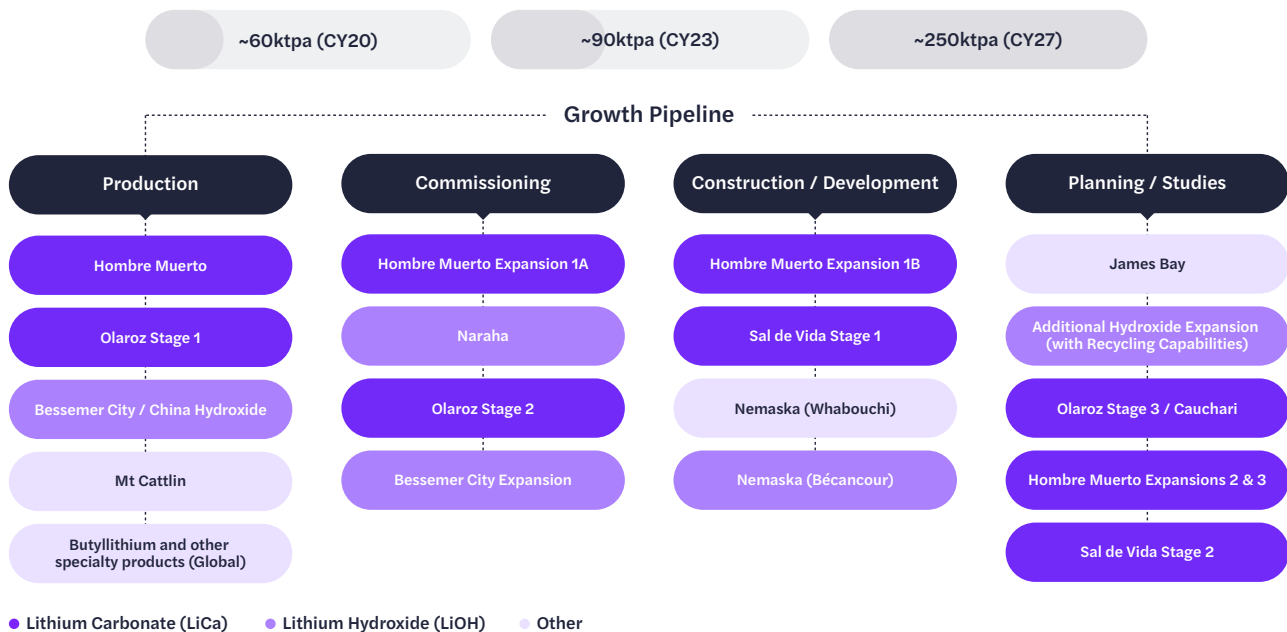 ~60ktpa (CY20)
~90ktpa (CY23)
~250ktpa (CY27)
Growth Pipeline
Production
Hombre Muerto
Olaroz Stage 1
Bessemer City / China Hydroxide
Mt Cattlin
Butyllithium and other
specialty products (Global)
Commissioning
Hombre Muerto Expansion 1A
Naraha
Olaroz Stage 2
Bessemer City Expansion
Construction / Development
Hombre Muerto Expansion 1B
Sal de Vida Stage 1
Nemaska (Whabouchi)
Nemaska (Bécancour)
Planning / Studies
James Bay
Additional Hydroxide Expansion
(with Recycling Capabilities)
Olaroz Stage 3 / Cauchari
Hombre Muerto Expansions 2 & 3
Sal de Vida Stage 2
Lithium Carbonate (LiCa)
Lithium Hydroxide (LiOH)
Other